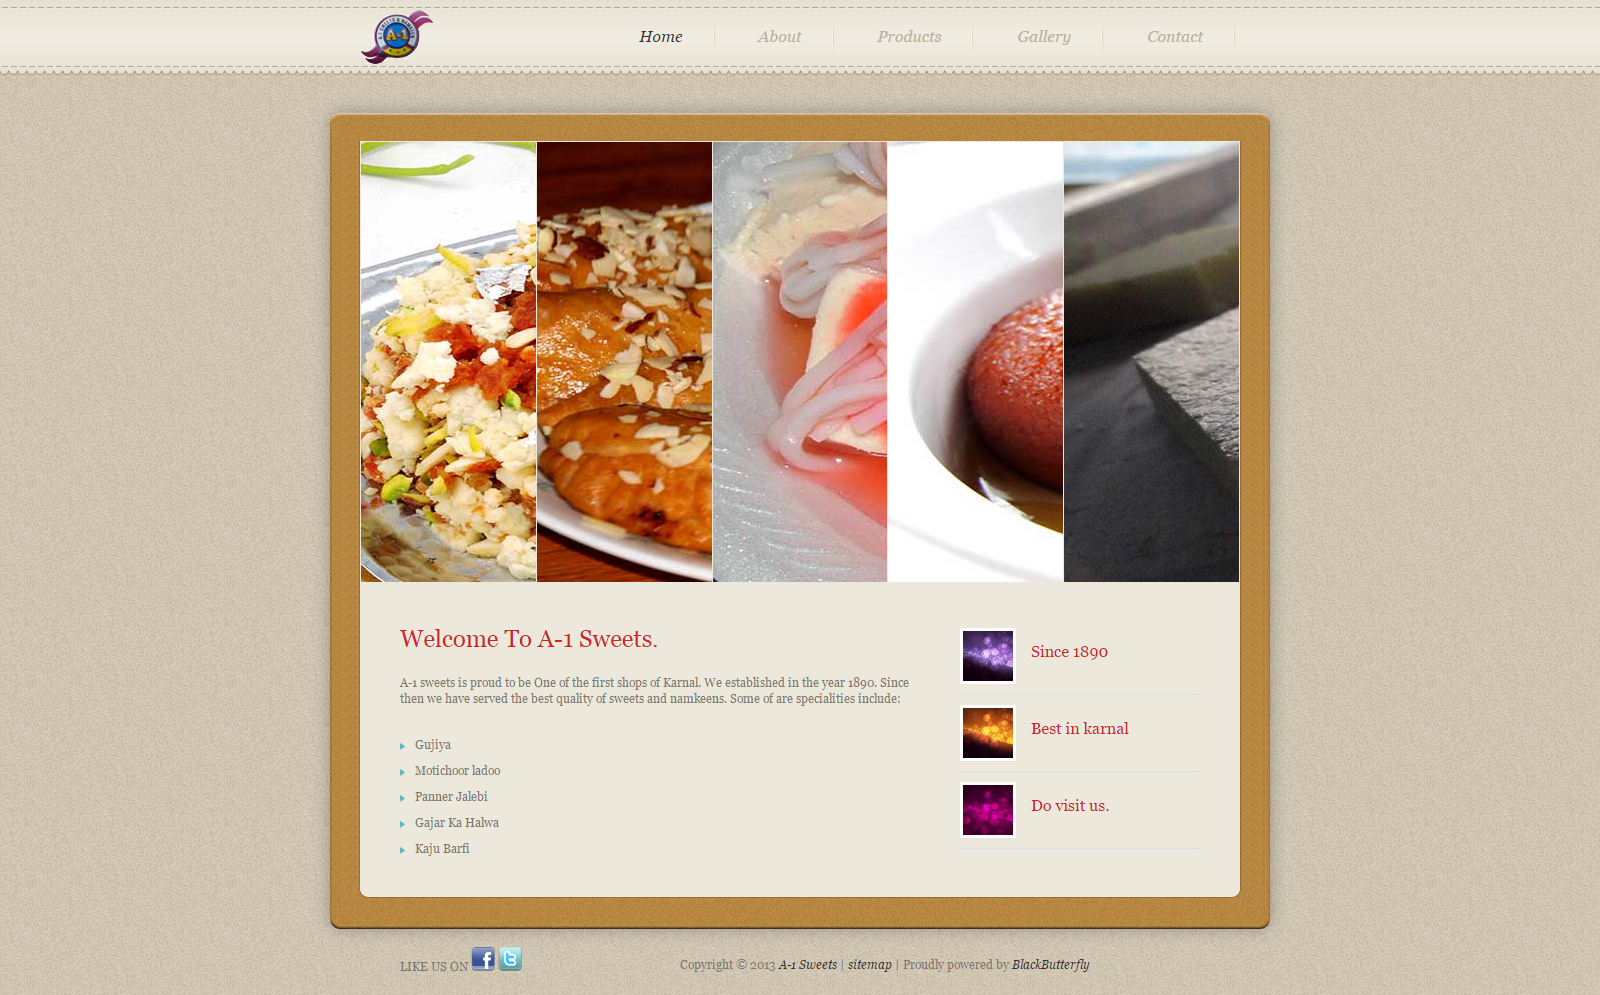 A-1
Home
About
Products
Gallery
Contact
Welcome To A-1 Sweets.
A-1 sweets is proud to be One of the first shops of Karnal. We established in the year 1890. Since
then we have served the best quality of sweets and namkeens. Some of are specialities include:
Gujiya
Motichoor ladoo
Panner Jalebi
Gajar Ka Halwa
Kaju Barfi
Since 1890
Best in karnal
Do visit us.
LIKE US ON
Copyright © 2013 A-1 Sweets | sitemap | Proudly powered by BlackButterfly